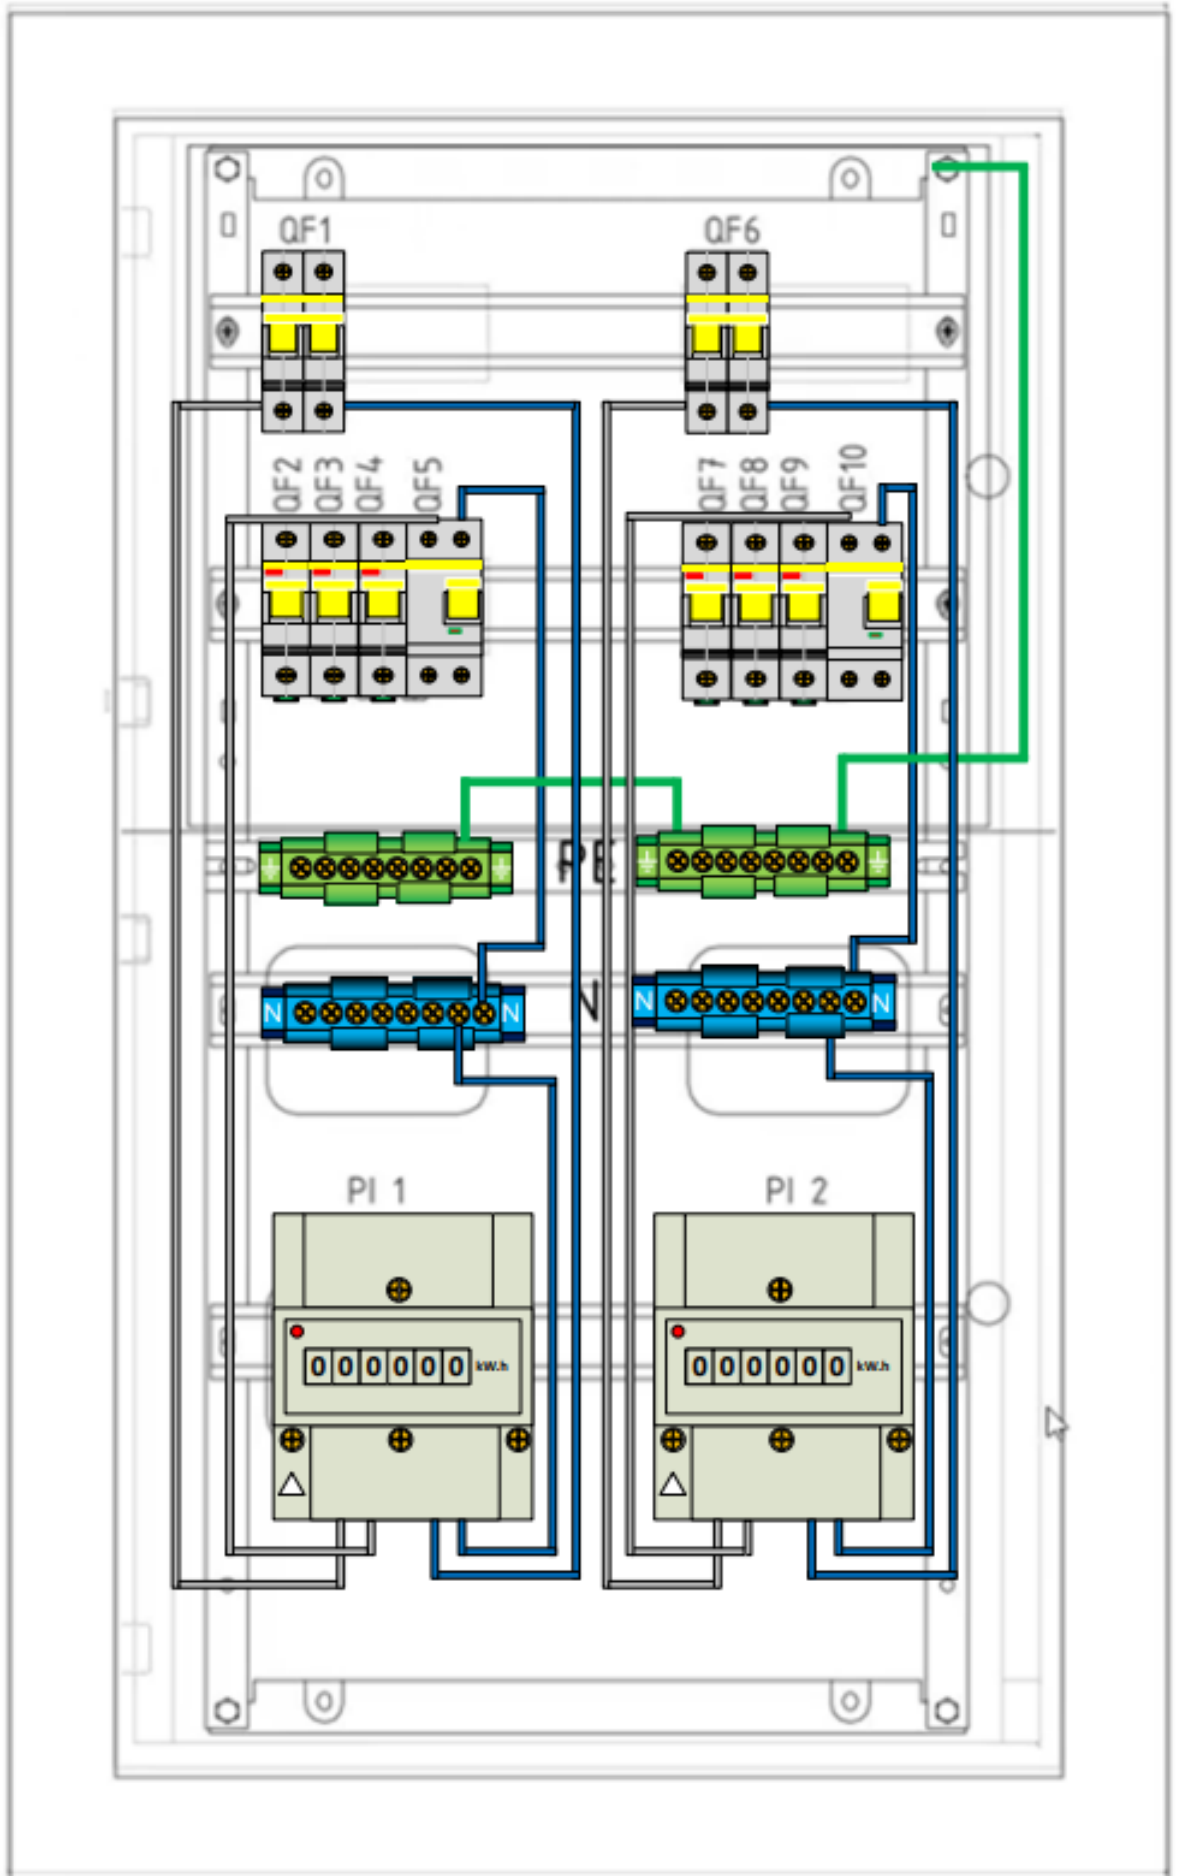 QF1 QF6
QF2 QF3 QF4 QF5 QF7 QF8 QF9 QF10
PE
N
N N N N
PI 1 PI 2
000000 kW.h 000000 kW.h